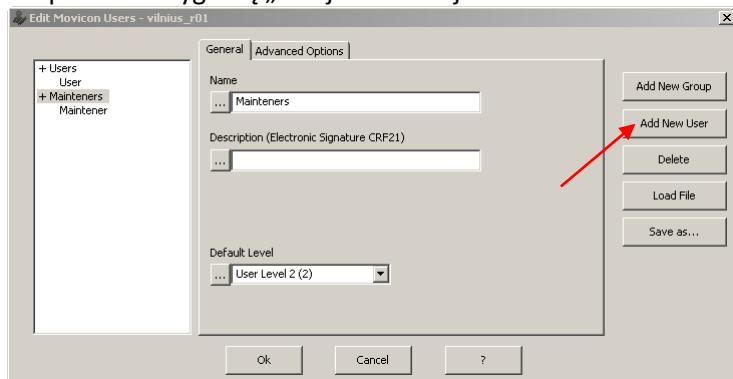 Edit Movicon Users - vilnius_r01
General
Advanced Options
+ Users
User
+ Mainteners
Maintener
Name
... Mainteners
Description (Electronic Signature CRF21)
...
Default Level
... User Level 2 (2)
Add New Group
Add New User
Delete
Load File
Save as...
Ok
Cancel
?